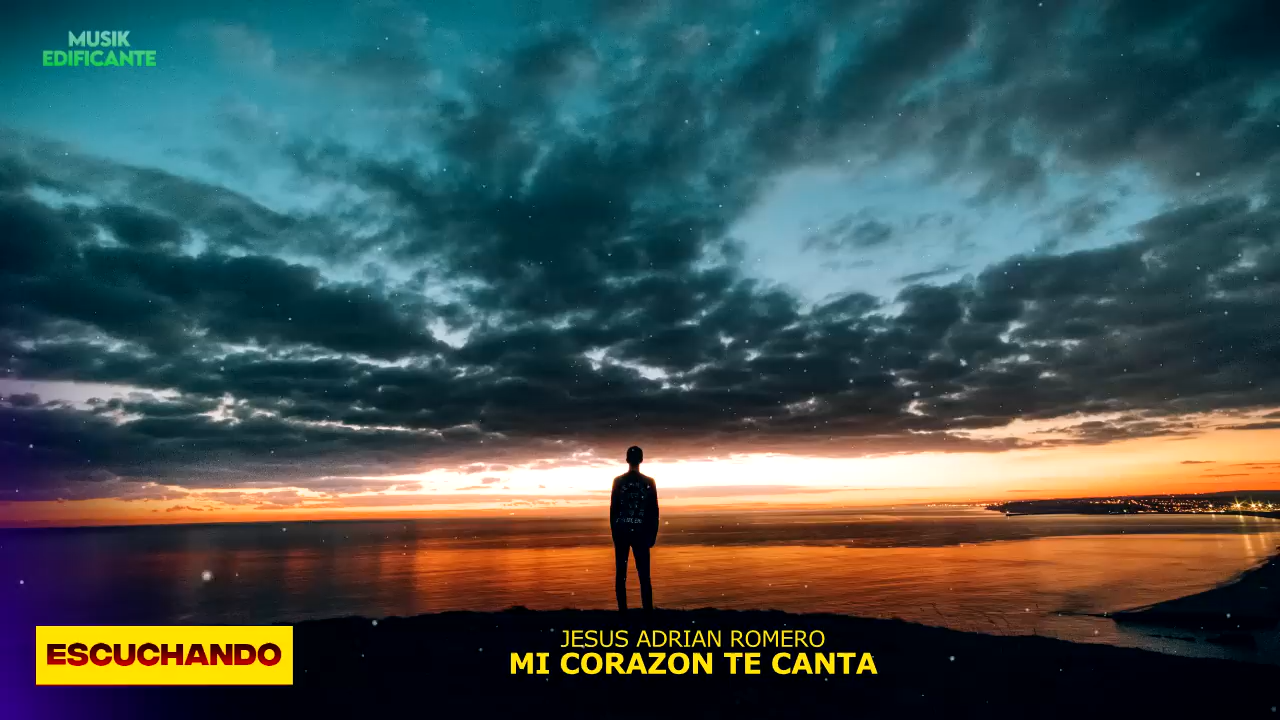 MUSIK
EDIFICANTE
JESUS ADRIAN ROMERO
MI CORAZON TE CANTA
ESCUCHANDO